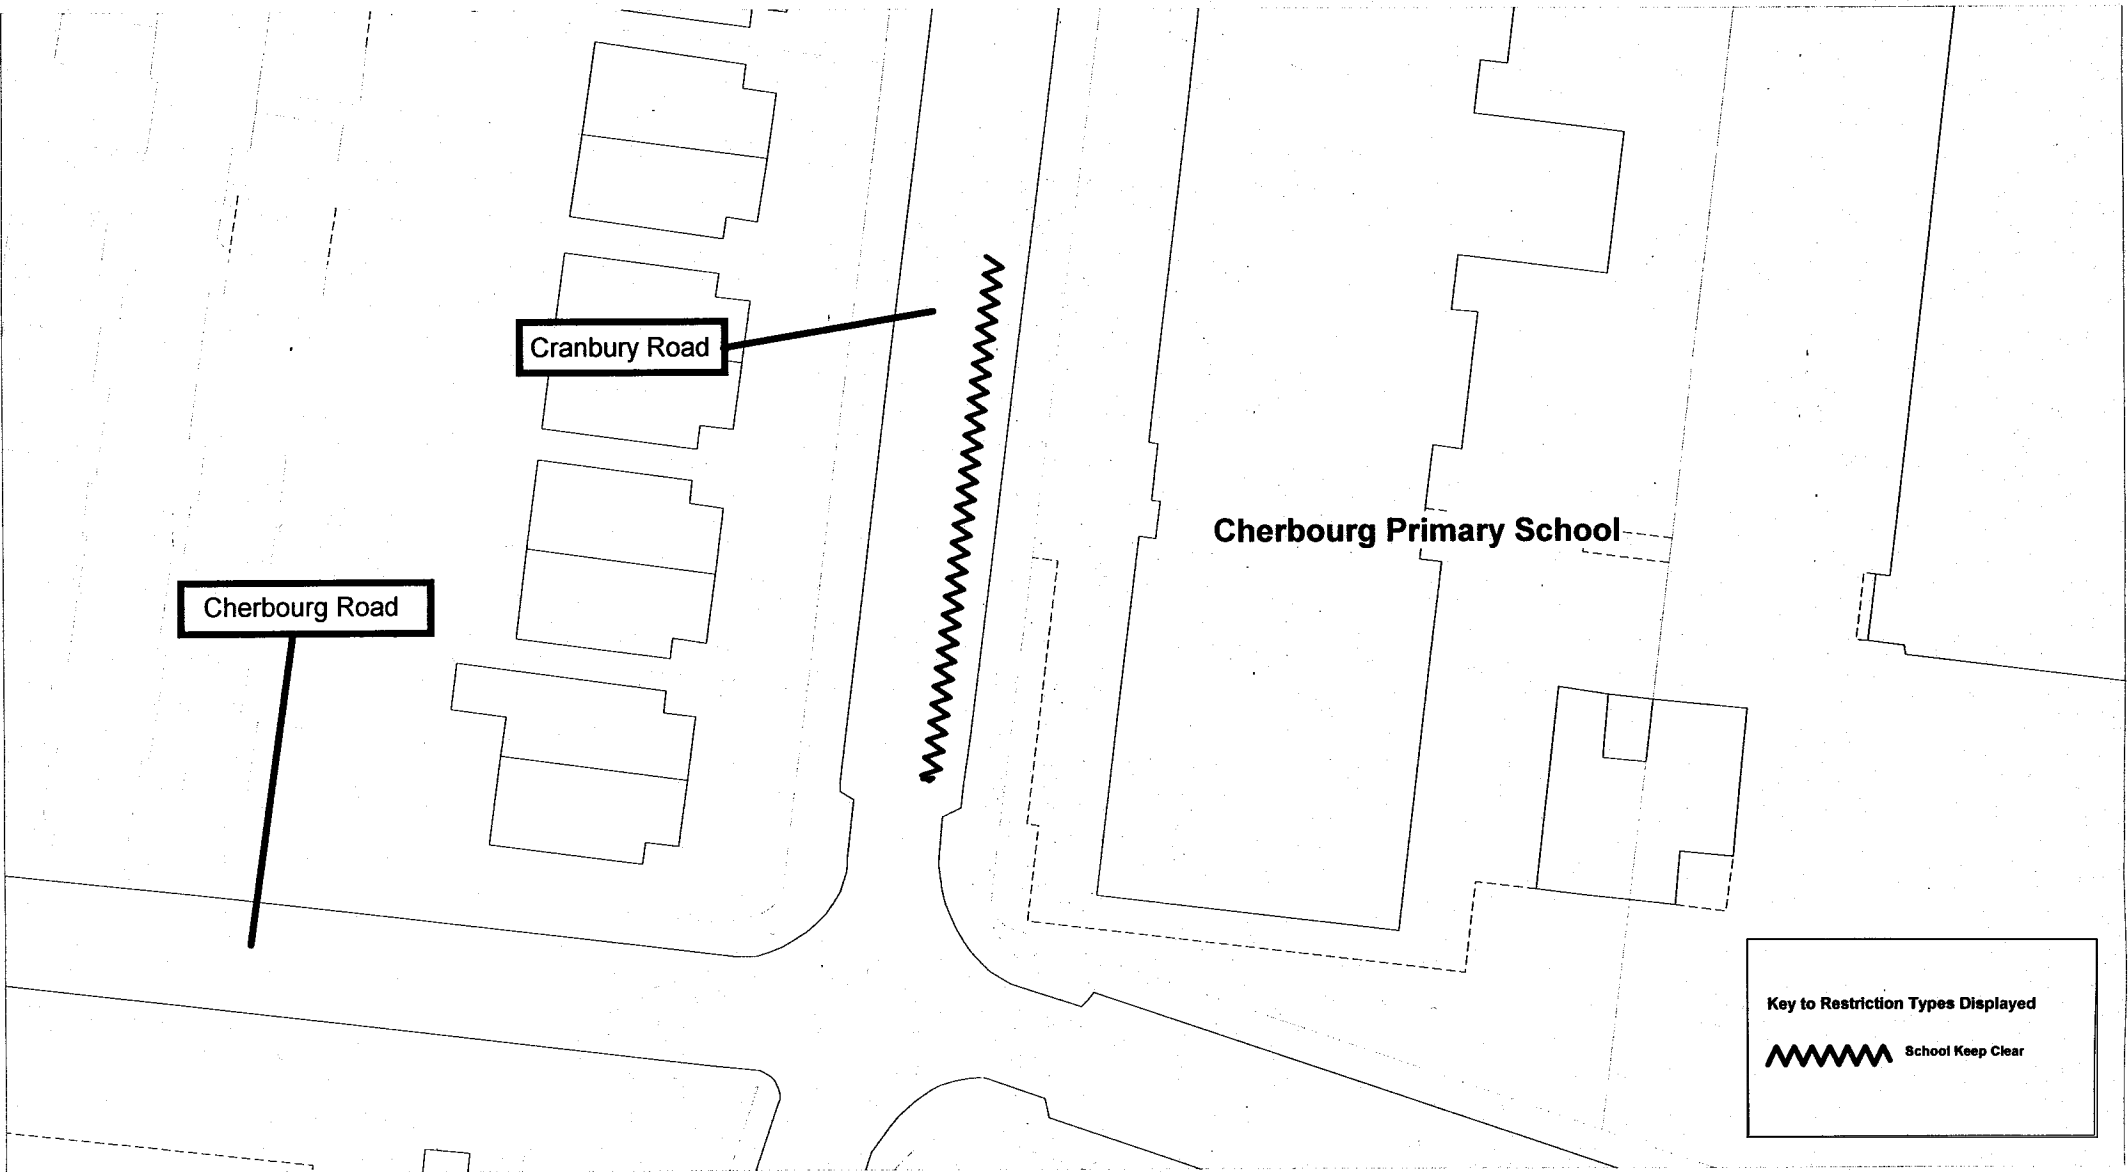 Cranbury Road
Cherbourg Primary School
Cherbourg Road
Key to Restriction Types Displayed
School Keep Clear